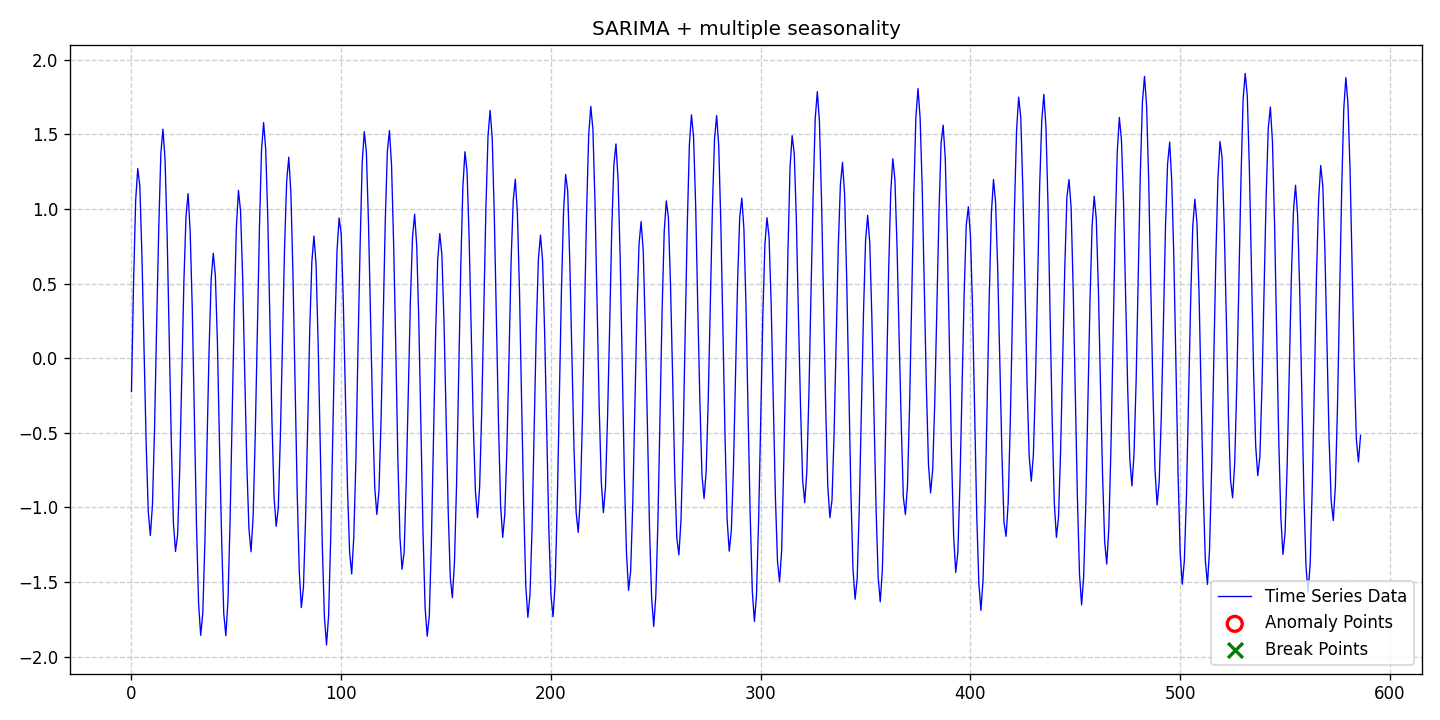 SARIMA + multiple seasonality
2.0
1.5
1.0
0.5
0.0
−0.5
−1.0
−1.5
−2.0
0 100 200 300 400 500 600
Time Series Data
Anomaly Points
Break Points